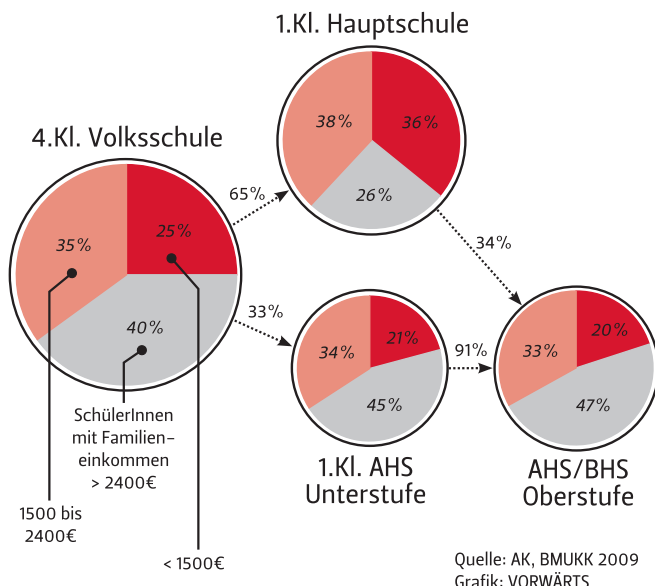 1.Kl. Hauptschule
38%
36%
26%
4.Kl. Volksschule
65%
35%
25%
40%
34%
33%
34%
21%
45%
91%
33%
20%
47%
SchülerInnen
mit Familien-
einkommen
> 2400€
1500 bis
2400€
< 1500€
1.Kl. AHS
Unterstufe
AHS/BHS
Oberstufe
Quelle: AK, BMUKK 2009
Grafik: VORWÄRTS